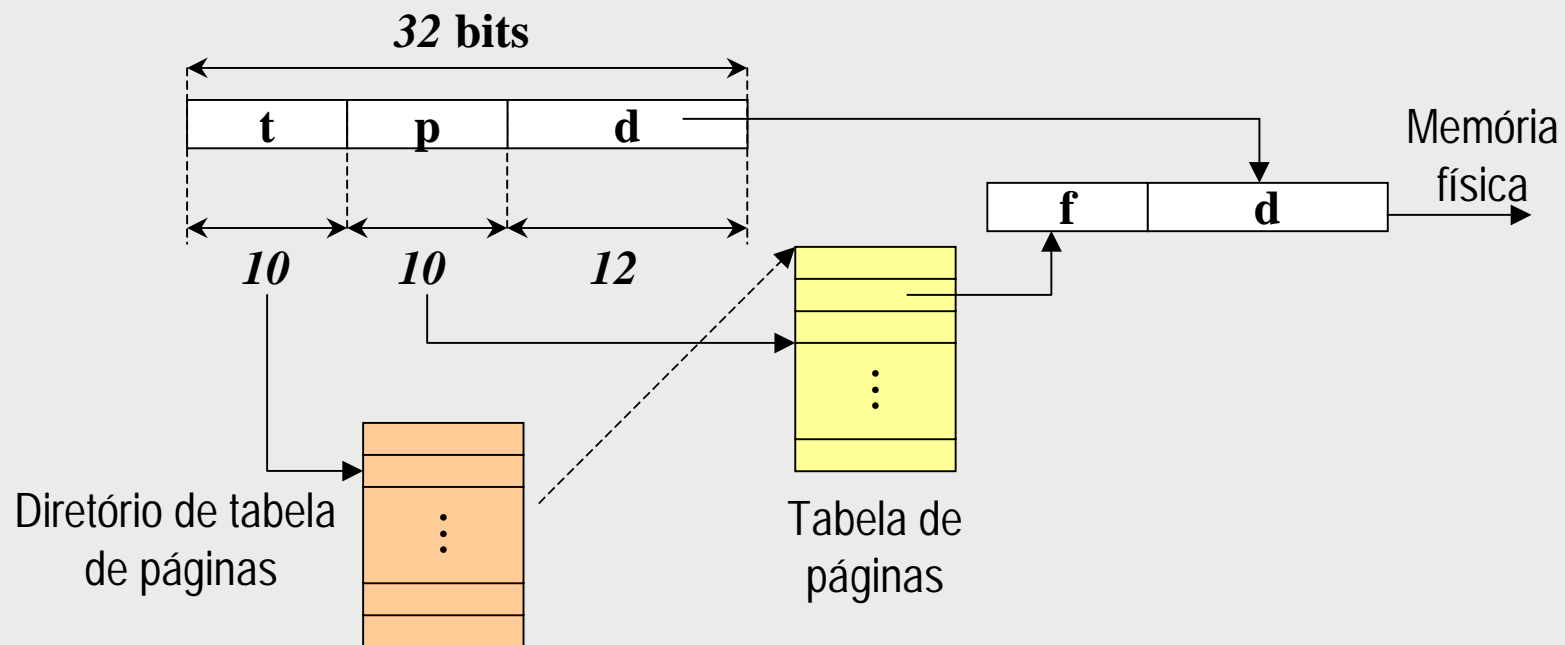 32 bits
t p d
10 10 12
Memória
física
f d
Diretório de tabela
de páginas
Tabela de
páginas